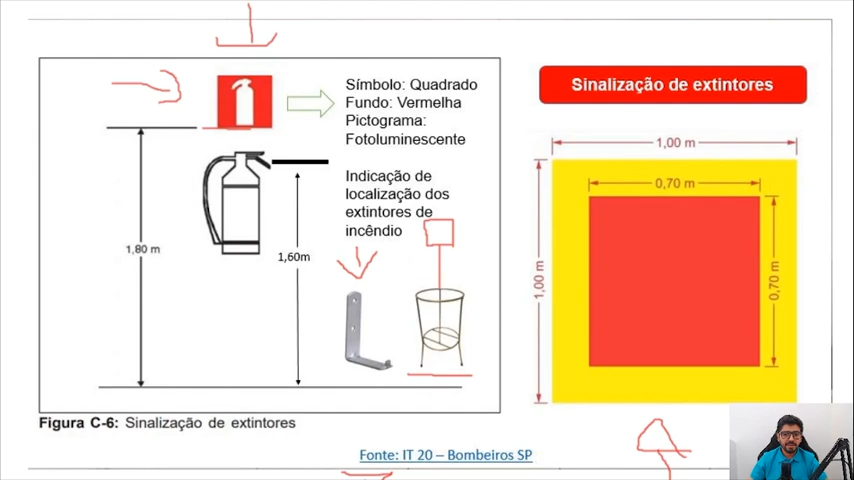 Sinalização de extintores
Símbolo: Quadrado
Fundo: Vermelha
Pictograma:
Fotoluminescente
Indicação de
localização dos
extintores de
incêndio
1,80 m
1,60m
1,00 m
0,70 m
1,00 m
0,70 m
Figura C-6: Sinalização de extintores
Fonte: IT 20 – Bombeiros SP